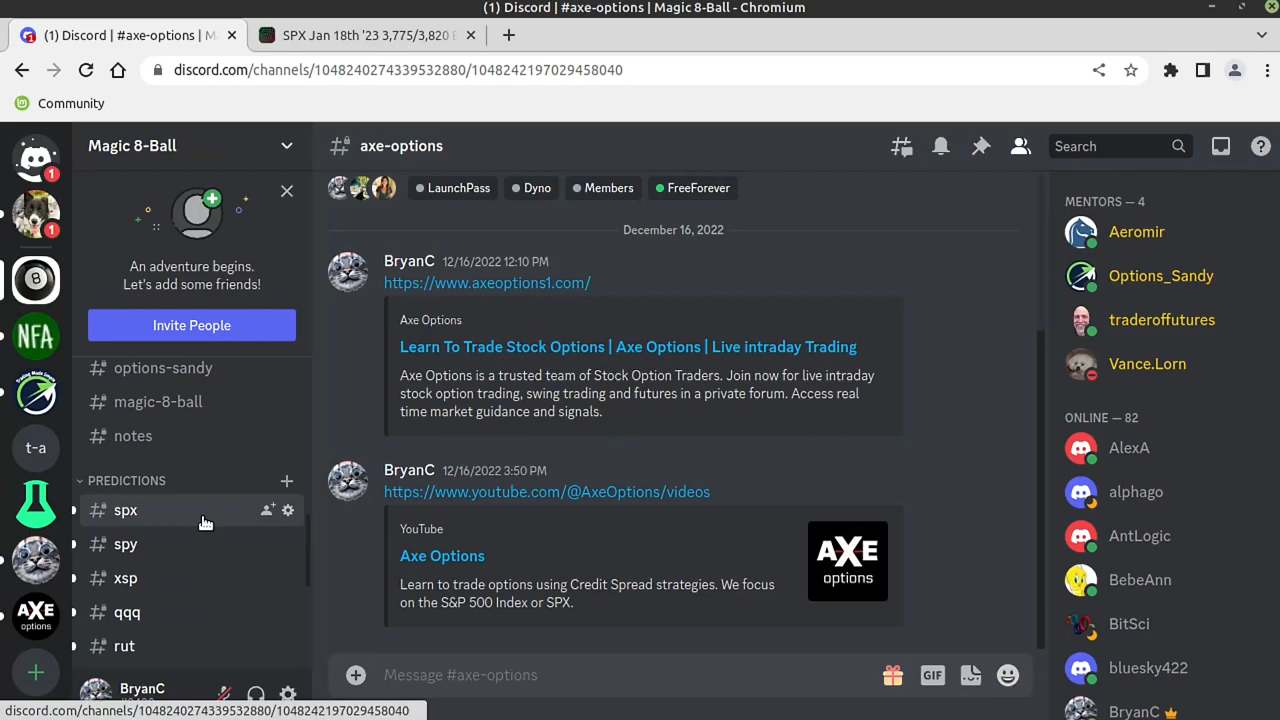 (1) Discord | #axe-options | Magic 8-Ball - Chromium
(1) Discord | #axe-options | M
SPX Jan 18th '23 3,775/3,820
discord.com/channels/1048240274339532880/1048242197029458040
Community
Magic 8-Ball
axe-options
Search
1
An adventure begins.
Let's add some friends!
Invite People
1
8
NFA
t-a
AXE
options
options-sandy
magic-8-ball
notes
PREDICTIONS
spx
spy
xsp
qqq
rut
BryanC
LaunchPass
Dyno
Members
FreeForever
December 16, 2022
BryanC 12/16/2022 12:10 PM
https://www.axeoptions1.com/
Axe Options
Learn To Trade Stock Options | Axe Options | Live intraday Trading
Axe Options is a trusted team of Stock Option Traders. Join now for live intraday
stock option trading, swing trading and futures in a private forum. Access real
time market guidance and signals.
BryanC 12/16/2022 3:50 PM
https://www.youtube.com/@AxeOptions/videos
YouTube
Axe Options
Learn to trade options using Credit Spread strategies. We focus
on the S&P 500 Index or SPX.
AXE
options
Message #axe-options
GIF
MENTORS — 4
Aeromir
Options_Sandy
traderoffutures
Vance.Lorn
ONLINE — 82
AlexA
alphago
AntLogic
BebeAnn
BitSci
bluesky422
BryanC
discord.com/channels/1048240274339532880/1048242197029458040